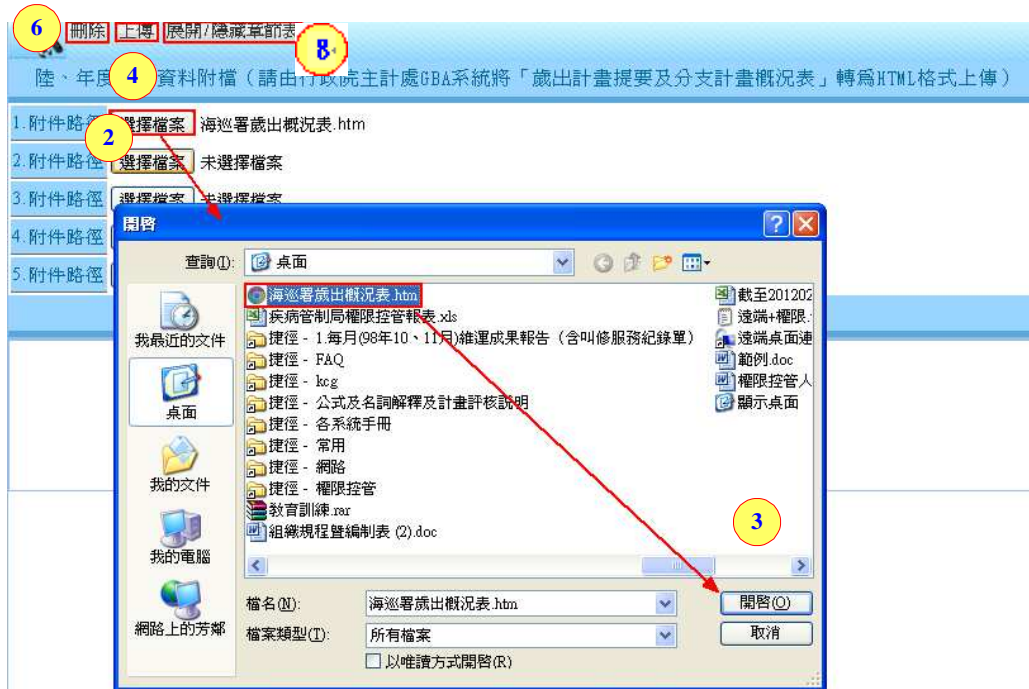 6 刪除 上傳 展開/隱藏章節表 8
陸、年度 4 資料附檔（請由行政院主計處GBA系統將「歲出計畫提要及分支計畫概況表」轉為HTML格式上傳）
1.附件路徑 選擇檔案 海巡署歲出概況表.htm
2
2.附件路徑 選擇檔案 未選擇檔案
3.附件路徑 選擇檔案 未選擇檔案
4.附件路徑
5.附件路徑
開啓
查詢(I): 桌面
我最近的文件
桌面
我的文件
我的電腦
網路上的芳鄰
海巡署歲出概況表.htm
疾病管制局權限控管報表.xls
捷徑 - 1.每月(98年10、11月)維運成果報告（含叫修服務紀錄單）
捷徑 - FAQ
捷徑 - kcg
捷徑 - 公式及名詞解釋及計畫評核說明
捷徑 - 各系統手冊
捷徑 - 常用
捷徑 - 網路
捷徑 - 權限控管
教育訓練.rar
組織規程暨編制表 (2).doc
截至201202
遠端+權限.
遠端桌面連
範例.doc
權限控管人
顯示桌面
3
檔名(N): 海巡署歲出概況表.htm 開啓(O)
檔案類型(T): 所有檔案 取消
以唯讀方式開啓(R)